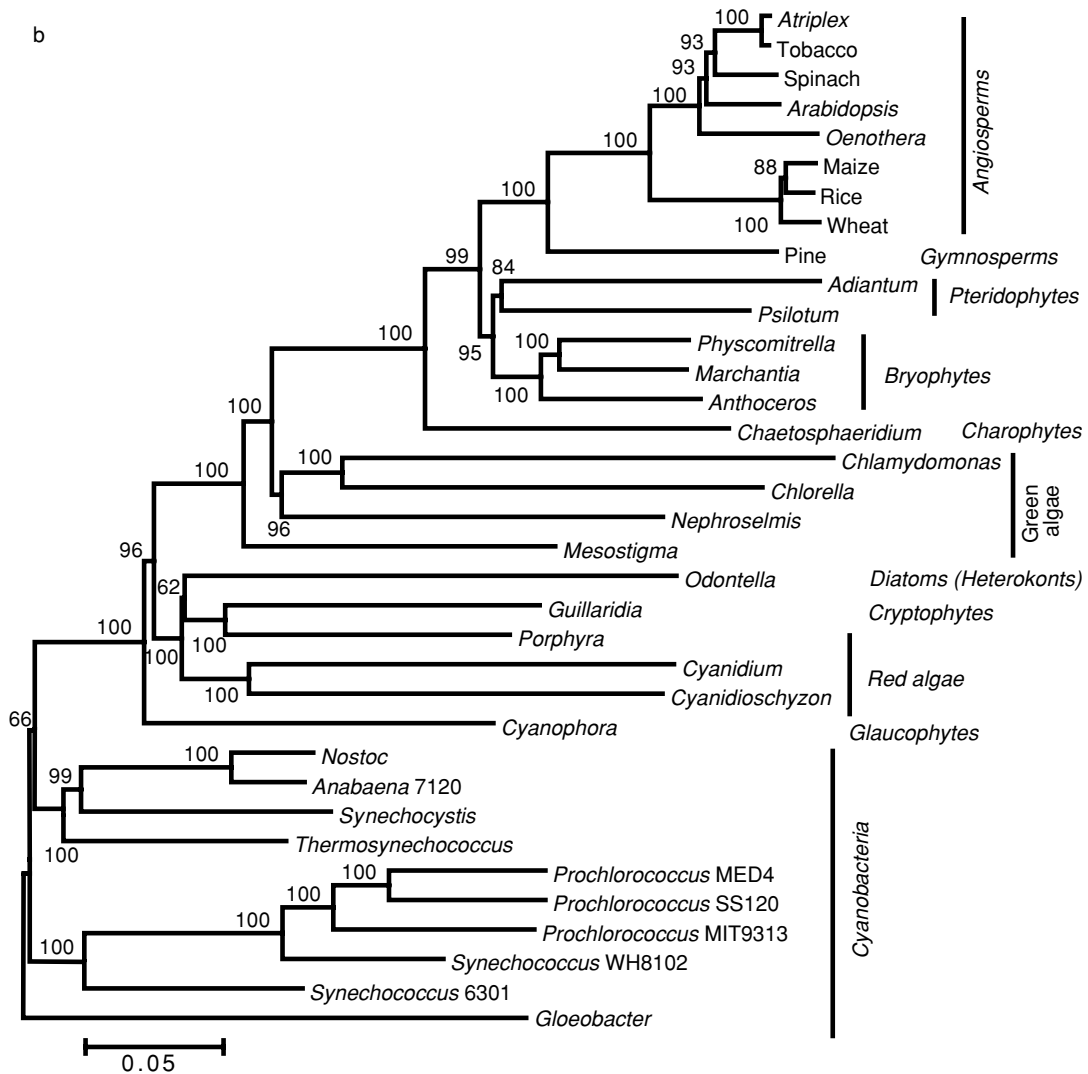 b
100
Atriplex
Tobacco
93
Spinach
93
Arabidopsis
100
Oenothera
100
88
Maize
Rice
100
Wheat
Angiosperms
100
Pine
Gymnosperms
99
84
Adiantum
Psilotum
Pteridophytes
100
95
100
Physcomitrella
Marchantia
100
Anthoceros
Bryophytes
Chaetosphaeridium
Charophytes
100
100
100
Chlamydomonas
Chlorella
96
Nephroselmis
Mesostigma
Green
algae
96
62
Odontella
Diatoms (Heterokonts)
Guillaridia
Cryptophytes
100
Porphyra
100
100
100
Cyanidium
Cyanidioschyzon
Red algae
Cyanophora
Glaucophytes
66
100
Nostoc
Anabaena 7120
99
Synechocystis
100
Thermosynechococcus
100
Prochlorococcus MED4
Prochlorococcus SS120
100
Prochlorococcus MIT9313
100
Synechococcus WH8102
100
Synechococcus 6301
Gloeobacter
Cyanobacteria
0.05